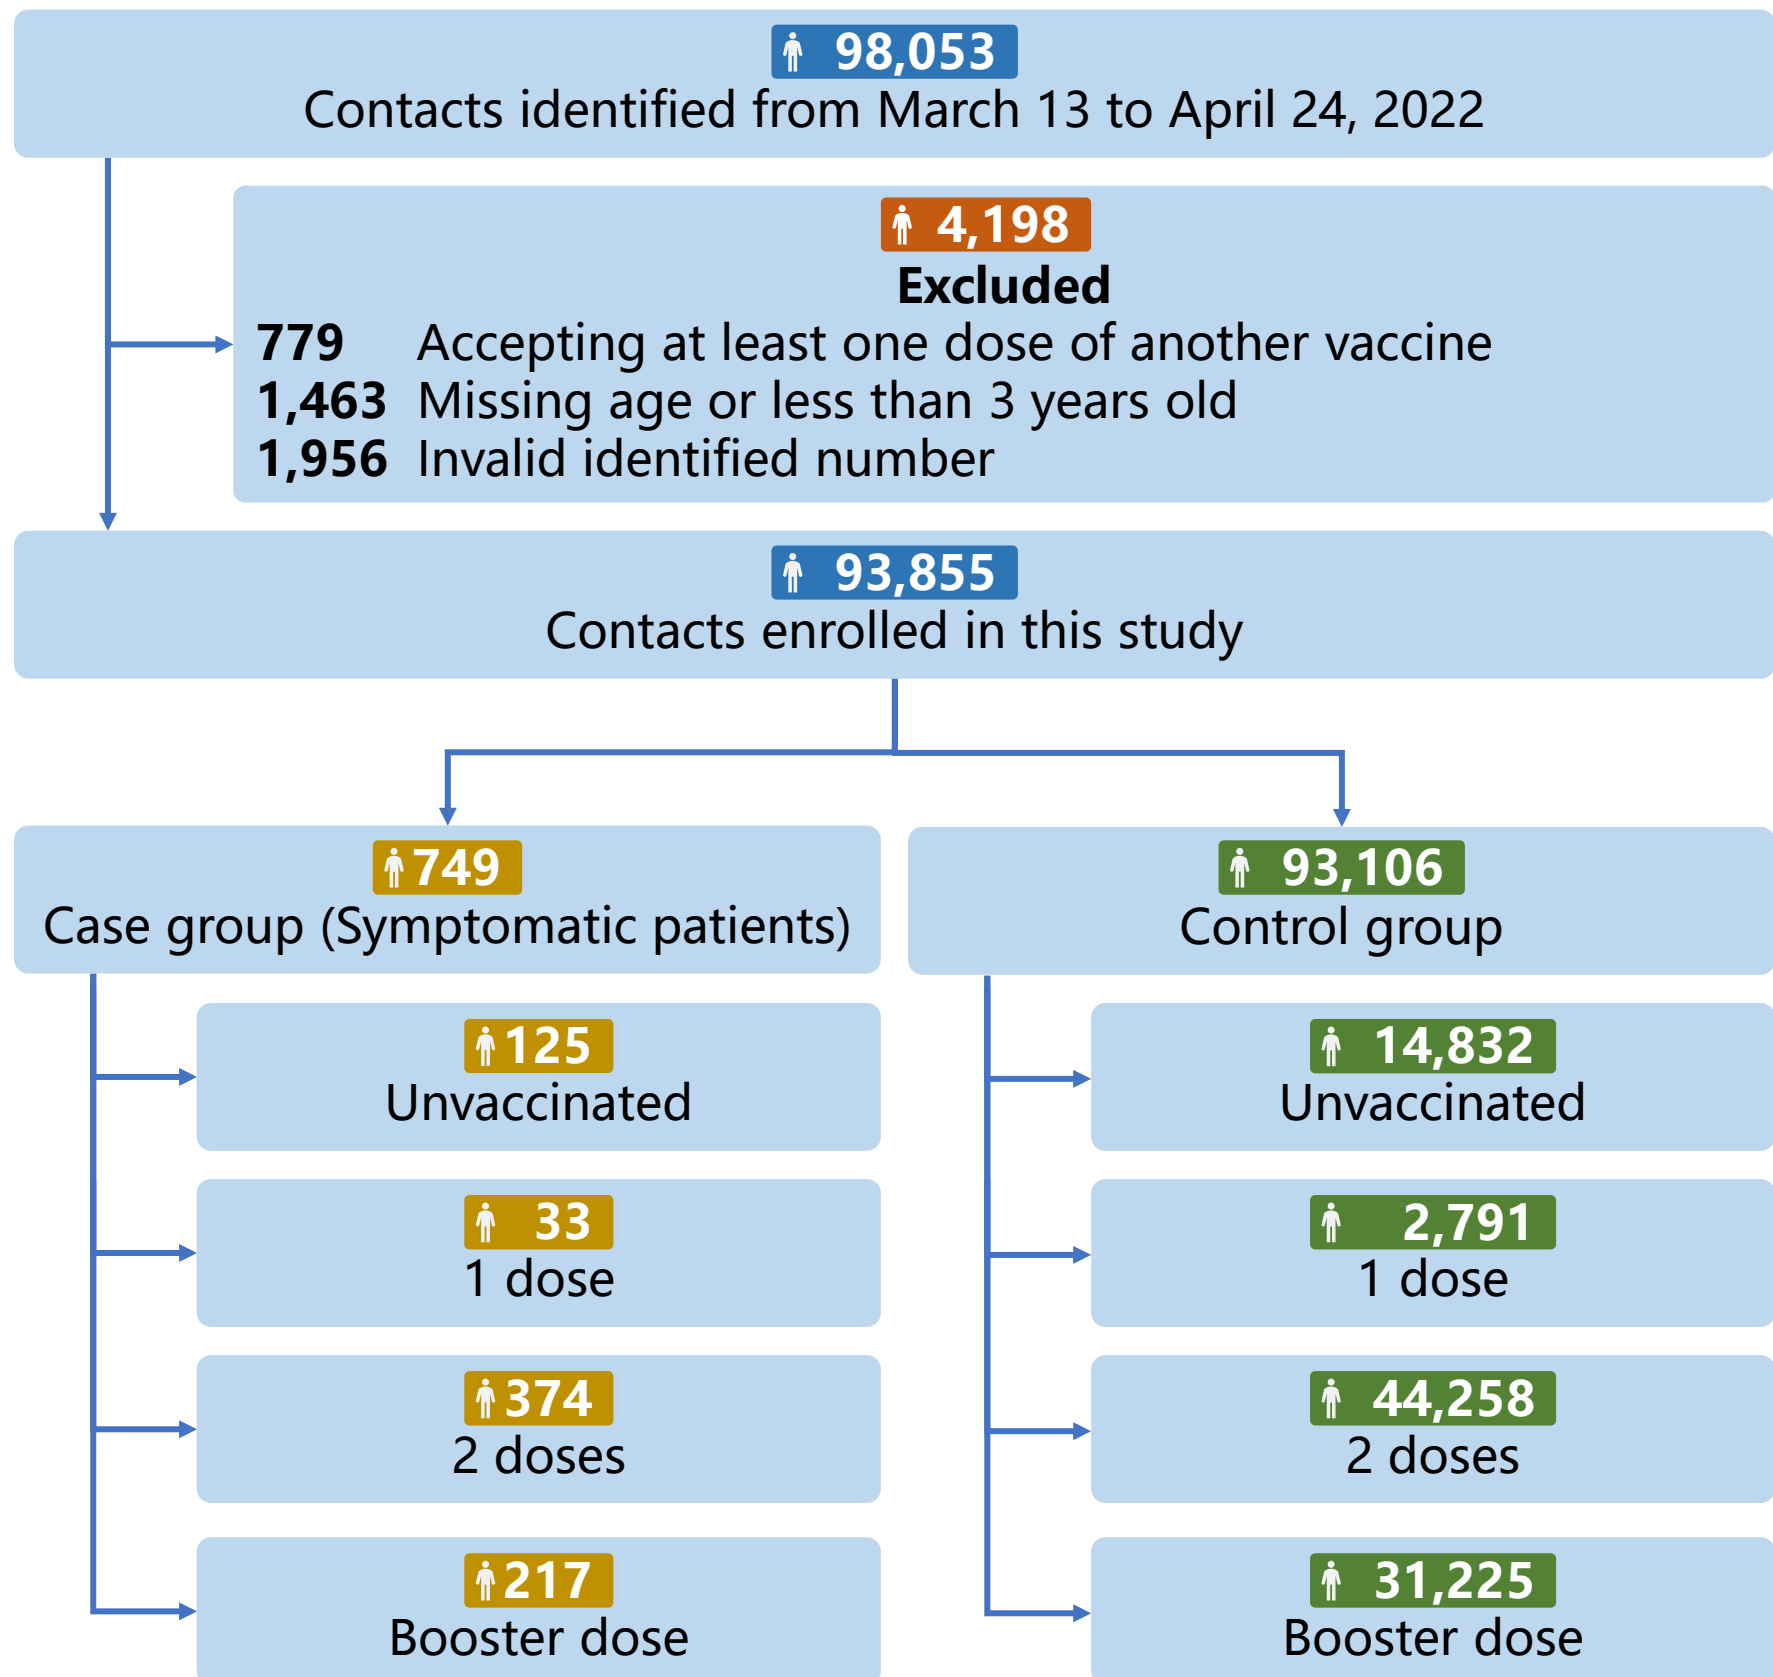 98,053
Contacts identified from March 13 to April 24, 2022
4,198
Excluded
779 Accepting at least one dose of another vaccine
1,463 Missing age or less than 3 years old
1,956 Invalid identified number
93,855
Contacts enrolled in this study
749
Case group (Symptomatic patients)
125
Unvaccinated
33
1 dose
374
2 doses
217
Booster dose
93,106
Control group
14,832
Unvaccinated
2,791
1 dose
44,258
2 doses
31,225
Booster dose